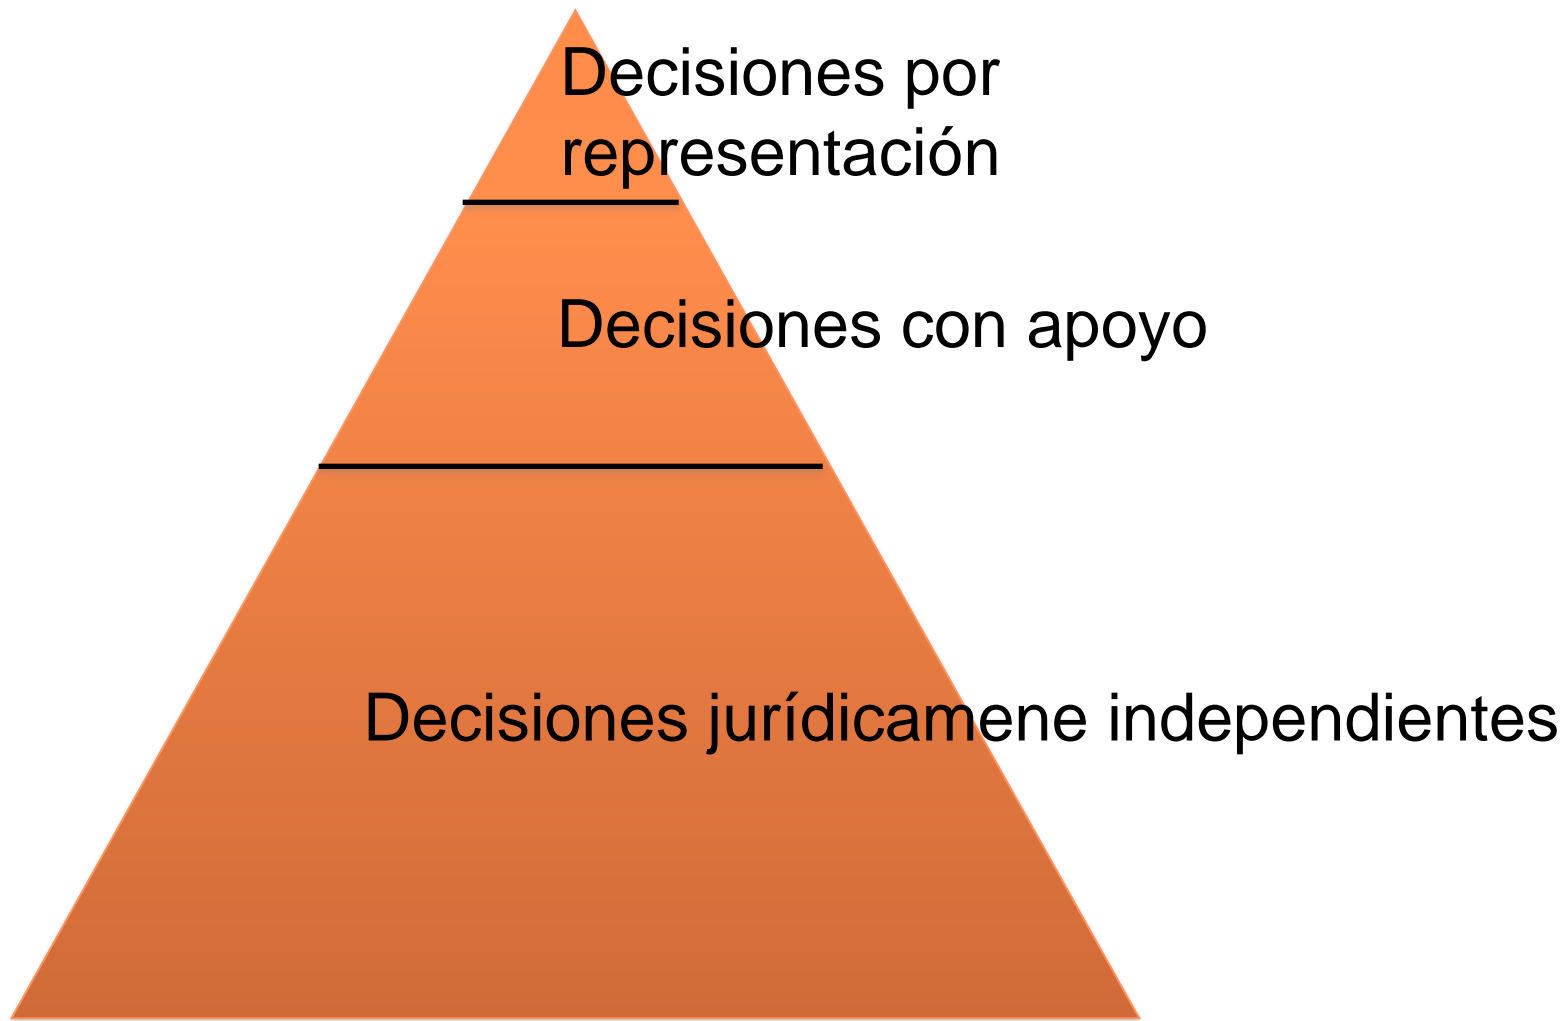 Decisiones por
representación
Decisiones con apoyo
Decisiones jurídicamene independientes